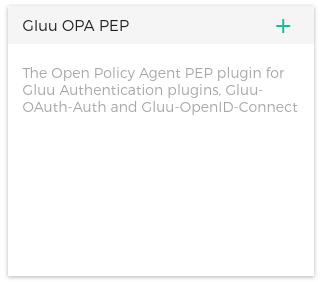 Gluu OPA PEP
The Open Policy Agent PEP plugin for
Gluu Authentication plugins, Gluu-
OAuth-Auth and Gluu-OpenID-Connect